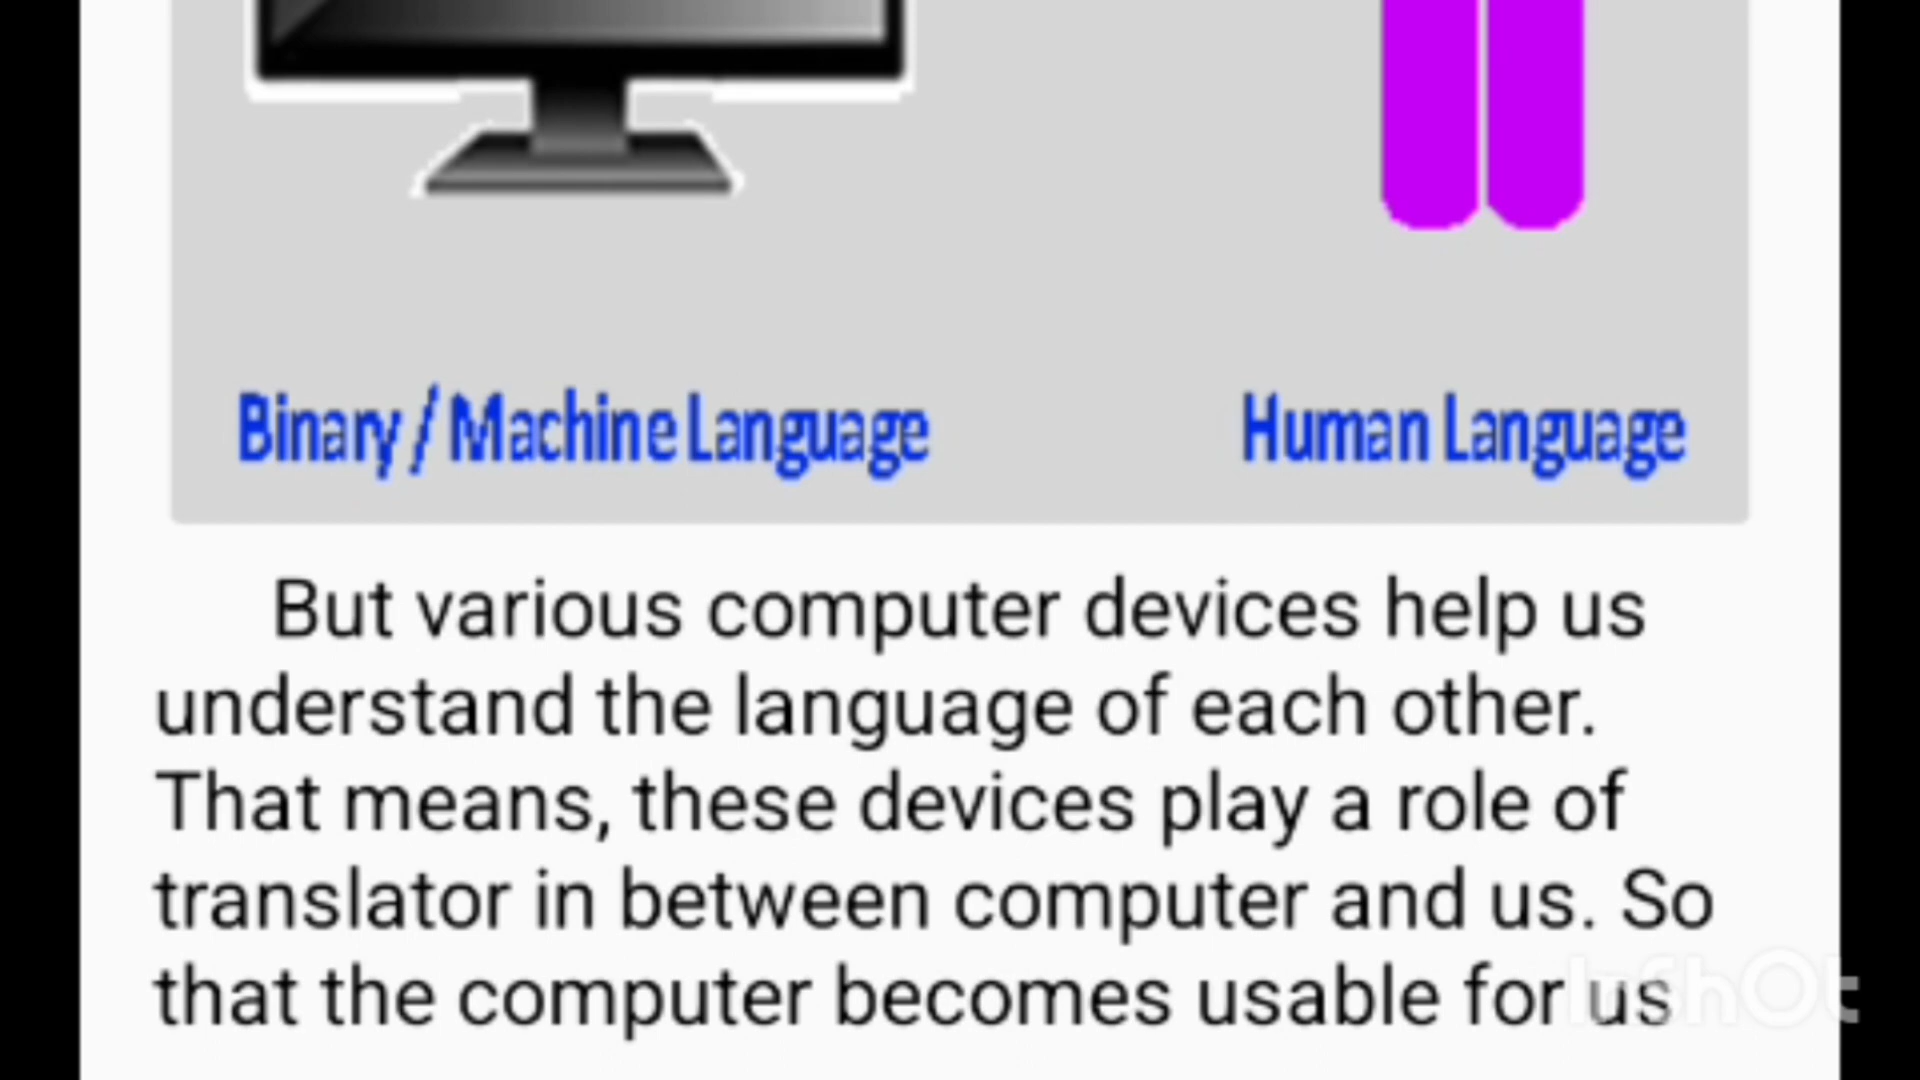 Binary / Machine Language Human Language
But various computer devices help us
understand the language of each other.
That means, these devices play a role of
translator in between computer and us. So
that the computer becomes usable for us
InShOt